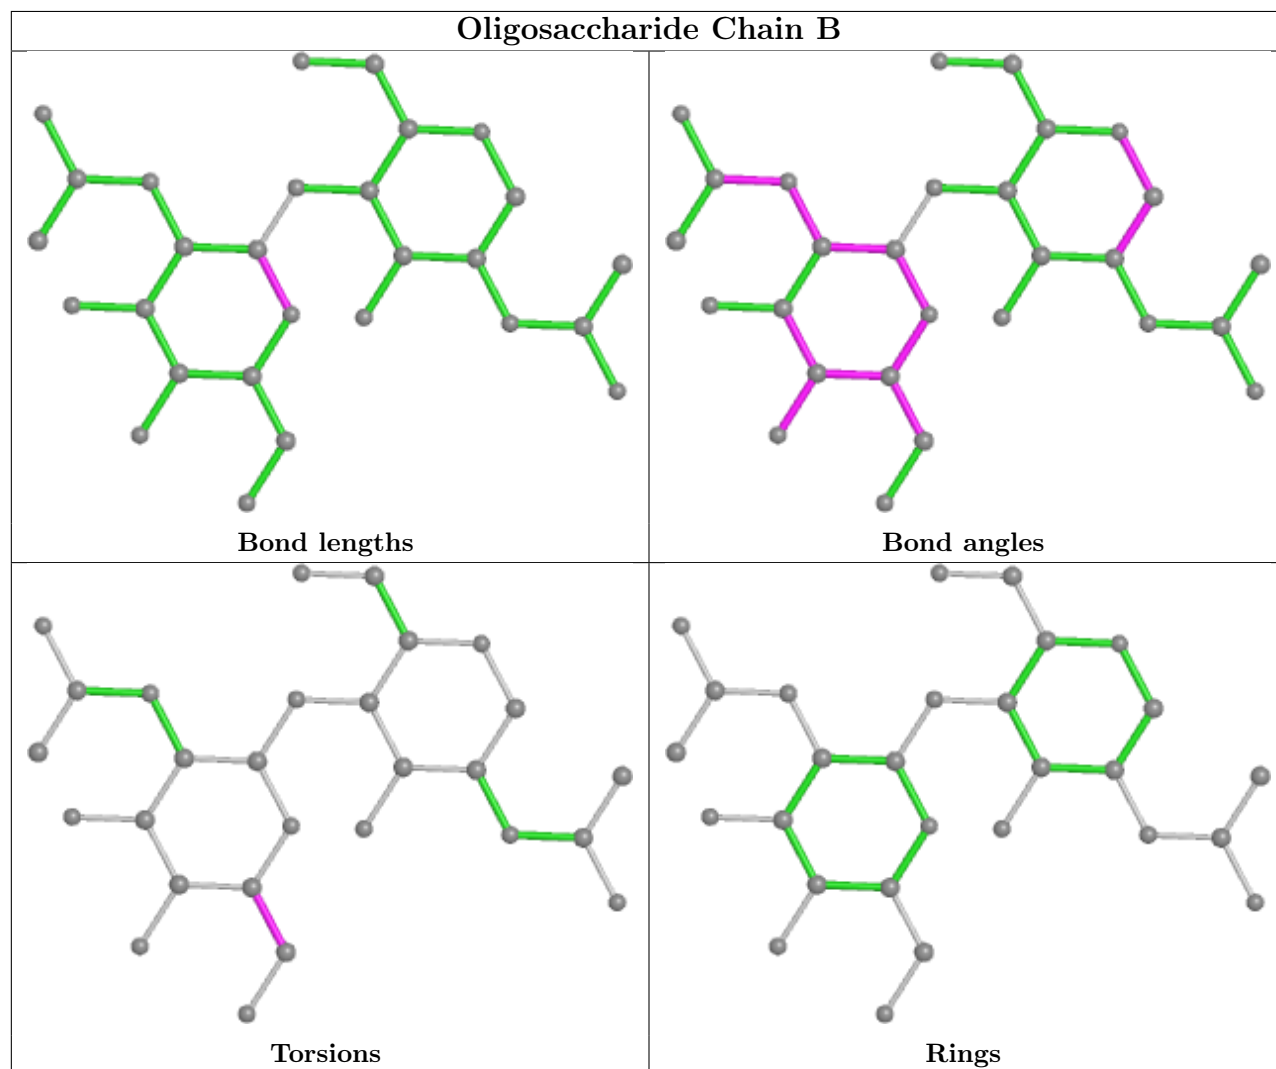 Oligosaccharide Chain B
Bond lengths
Bond angles
Torsions
Rings